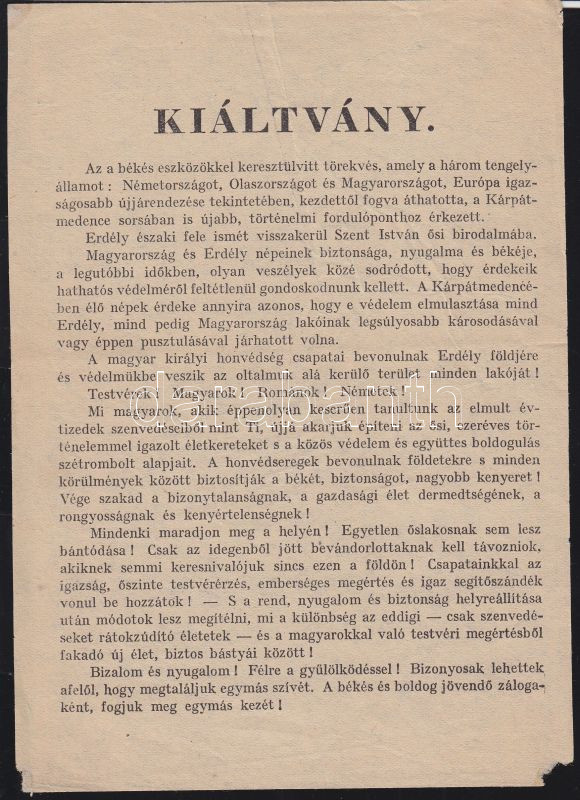 KIÁLTVÁNY.
Az a békés eszközökkel keresztülvitt törekvés, amely a három tengely-
államot : Németországot, Olaszországot és Magyarországot, Európa igaz-
ságosabb újjárendezése tekintetében, kezdettől fogva áthatotta, a Kárpát-
medence sorsában is újabb, történelmi fordulóponthoz érkezett.
Erdély északi fele ismét visszakerül Szent István ősi birodalmába.
Magyarország és Erdély népeinek biztonsága, nyugalma és békéje,
a legutóbbi időkben, olyan veszélyek közé sodródott, hogy érdekeik
hathatós védelméről feltétlenül gondoskodnunk kellett. A Kárpátmedencé-
ben élő népek érdeke annyira azonos, hogy e védelem elmulasztása mind
Erdély, mind pedig Magyarország lakóinak legsúlyosabb károsodásával
vagy éppen pusztulásával járhatott volna.
A magyar királyi honvédség csapatai bevonulnak Erdély földjére
és védelmükbe veszik az oltalmuk alá kerülő terület minden lakóját !
Testvérek ! Magyarok ! Románok ! Németek !
Mi magyarok, akik éppenolyan keserűen tanultunk az elmult év-
tizedek szenvedéseiből mint Ti, újjá akarjuk építeni az ősi, ezeréves tör-
ténelemmel igazolt életkereteket s a közös védelem és együttes boldogulás
szétrombolt alapjait. A honvédseregek bevonulnak földetekre s minden
körülmények között biztosítják a békét, biztonságot, nagyobb kenyeret !
Vége szakad a bizonytalanságnak, a gazdasági élet dermedtségének, a
rongyosságnak és kenyértelenségnek !
Mindenki maradjon meg a helyén ! Egyetlen őslakosnak sem lesz
bántódása ! Csak az idegenből jött bevándorlottaknak kell távozniok,
akiknek semmi keresnivalójuk sincs ezen a földön ! Csapatainkkal az
igazság, őszinte testvérérzés, emberséges megértés és igaz segítőszándék
vonul be hozzátok ! — S a rend, nyugalom és biztonság helyreállítása
után módotok lesz megítélni, mi a különbség az eddigi — csak szenvedé-
seket rátokzúdító életetek — és a magyarokkal való testvéri megértésből
fakadó új élet, biztos bástyái között !
Bizalom és nyugalom ! Félre a gyűlölködéssel ! Bizonyosak lehettek
afelől, hogy megtaláljuk egymás szívét. A békés és boldog jövendő záloga-
ként, fogjuk meg egymás kezét !
darabanth